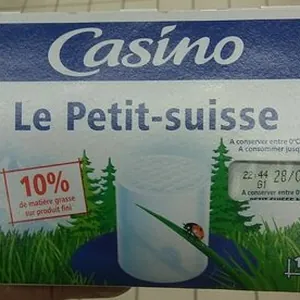 Casino
Le Petit-suisse
A conserver entre 0°C
A consommer jusq
22:44 28/0
G1
A conserver entre 0
10%
de matière grasse
sur produit fini